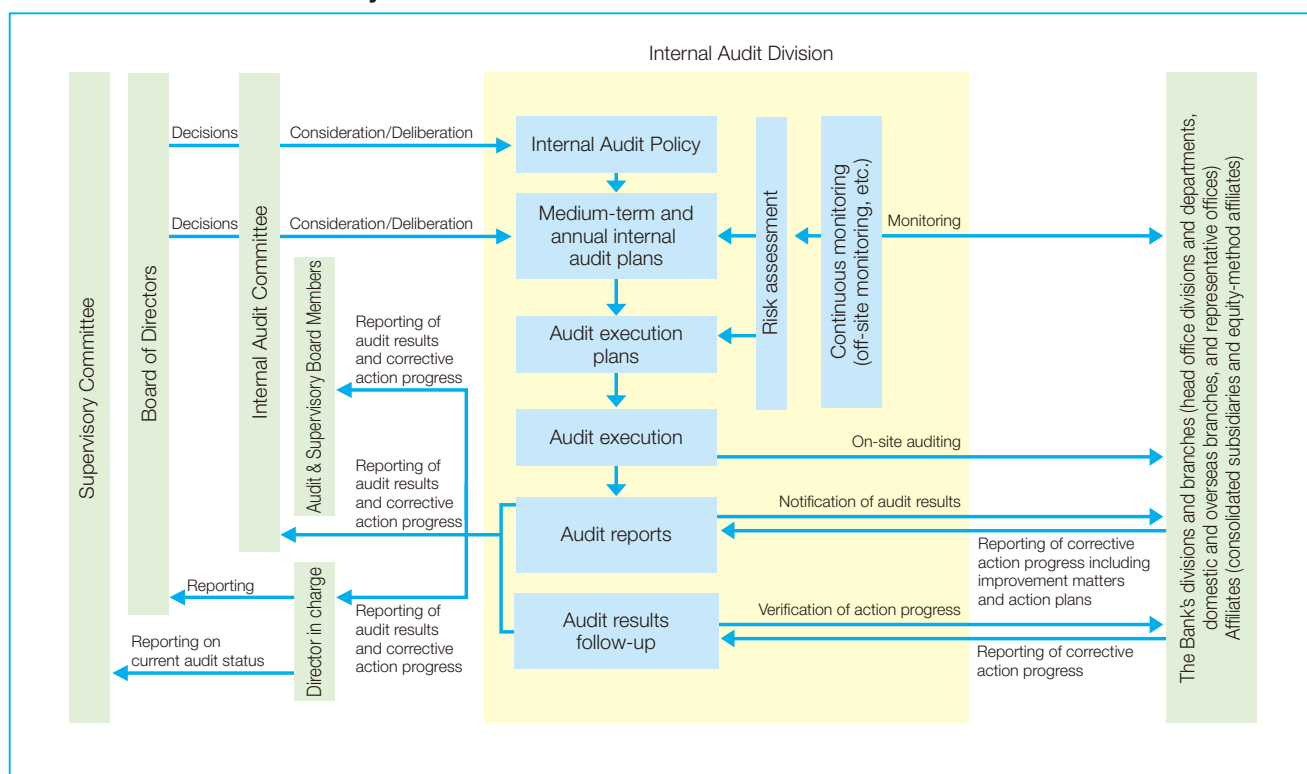 Internal Audit Division
Supervisory Committee
Board of Directors
Internal Audit Committee
Audit & Supervisory Board Members
Director in charge
Decisions
Consideration/Deliberation
Internal Audit Policy
Decisions
Consideration/Deliberation
Medium-term and
annual internal
audit plans
Risk assessment
Continuous monitoring
(off-site monitoring, etc.)
Monitoring
Reporting of
audit results
and corrective
action progress
Audit execution
plans
Audit execution
On-site auditing
Reporting of
audit results
and corrective
action progress
Audit reports
Notification of audit results
Reporting of corrective
action progress including
improvement matters
and action plans
Reporting
Reporting of
audit results
and corrective
action progress
Audit results
follow-up
Verification of action progress
Reporting of corrective
action progress
Reporting on
current audit status
The Bank's divisions and branches (head office divisions and departments,
domestic and overseas branches, and representative offices)
Affiliates (consolidated subsidiaries and equity-method affiliates)